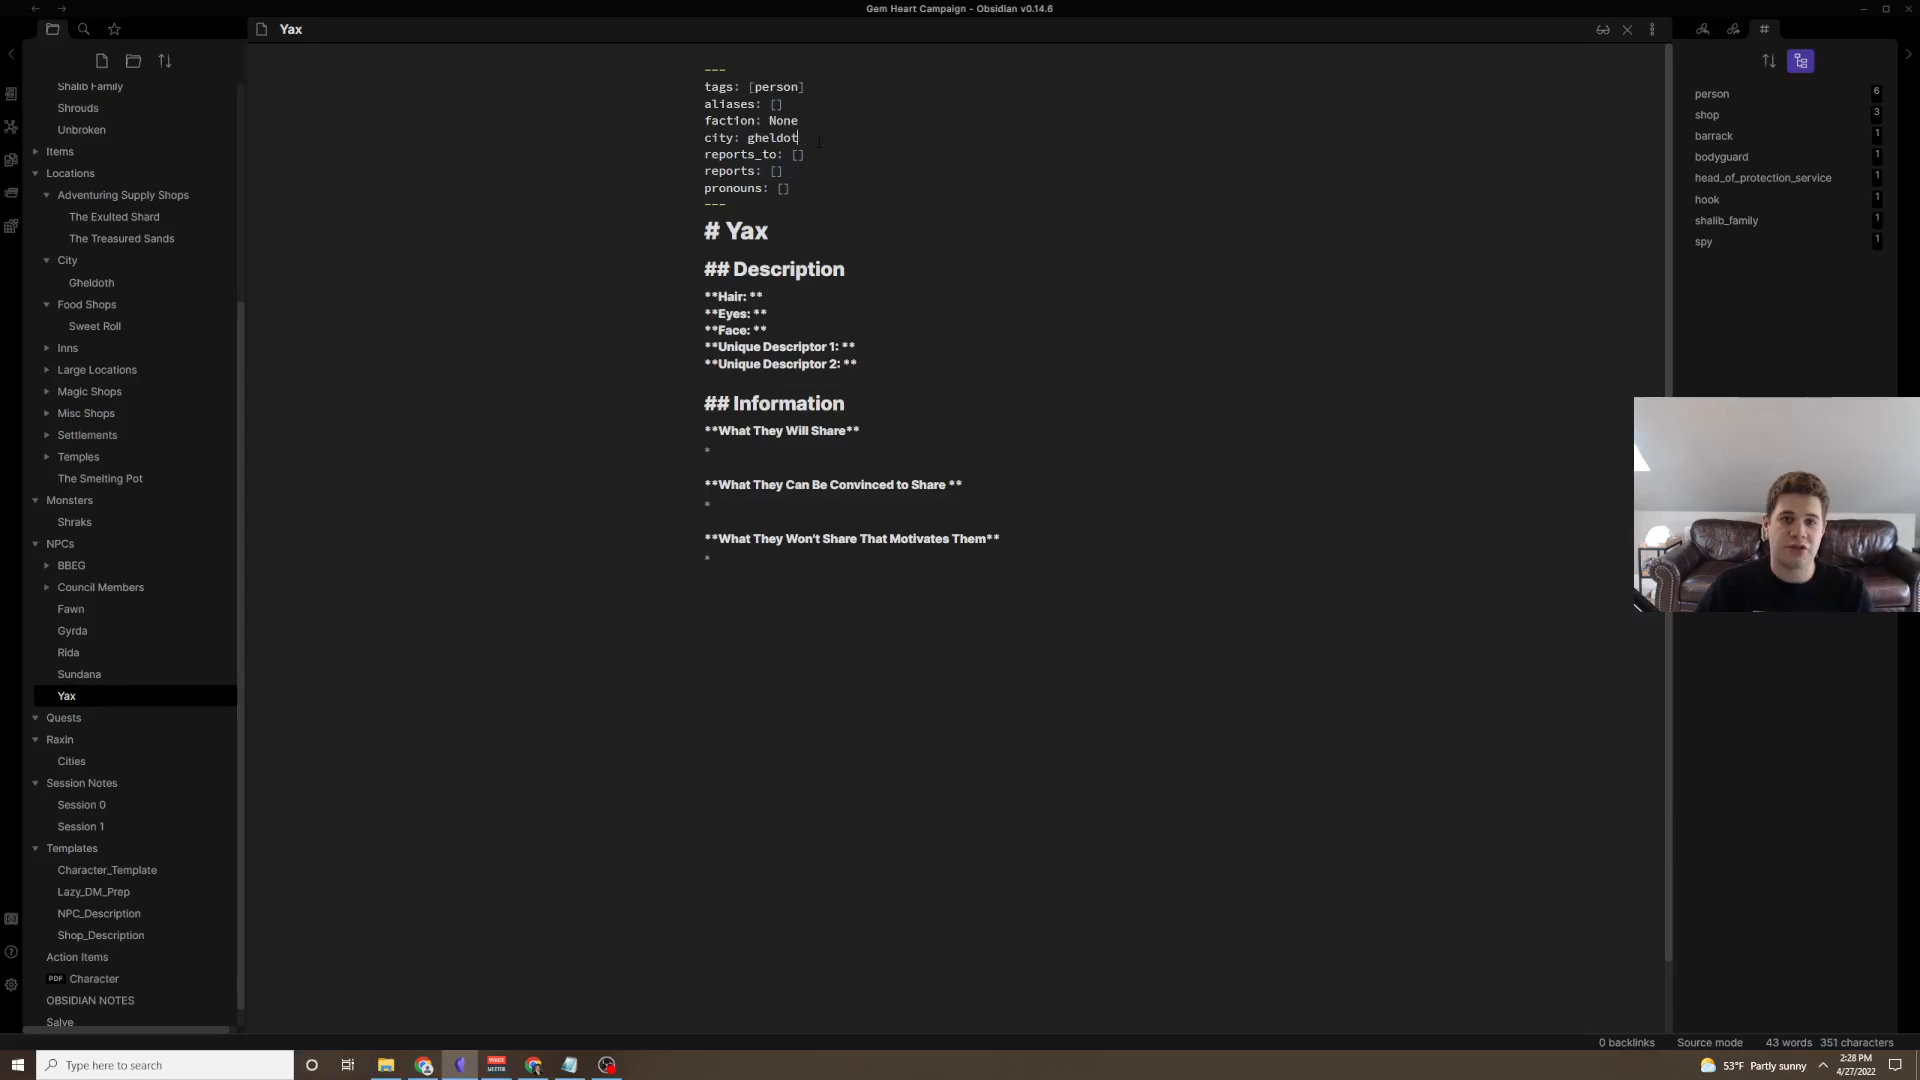 Gem Heart Campaign - Obsidian v0.14.6
Yax
Shalib Family
Shrouds
Unbroken
Items
Locations
Adventuring Supply Shops
The Exulted Shard
The Treasured Sands
City
Gheldoth
Food Shops
Sweet Roll
Inns
Large Locations
Magic Shops
Misc Shops
Settlements
Temples
The Smelting Pot
Monsters
Shraks
NPCs
BBEG
Council Members
Fawn
Gyrda
Rida
Sundana
Yax
Quests
Raxin
Cities
Session Notes
Session 0
Session 1
Templates
Character_Template
Lazy_DM_Prep
NPC_Description
Shop_Description
Action Items
PDF Character
OBSIDIAN NOTES
Salve
---
tags: [person]
aliases: []
faction: None
city: gheldot
reports_to: []
reports: []
pronouns: []
---
# Yax
## Description
**Hair: **
**Eyes: **
**Face: **
**Unique Descriptor 1: **
**Unique Descriptor 2: **
## Information
**What They Will Share**
*
**What They Can Be Convinced to Share **
*
**What They Won't Share That Motivates Them**
*
person 6
shop 3
barrack 1
bodyguard 1
head_of_protection_service 1
hook 1
shalib_family 1
spy 1
0 backlinks Source mode 43 words 351 characters
Type here to search
53°F Partly sunny
2:28 PM
4/27/2022